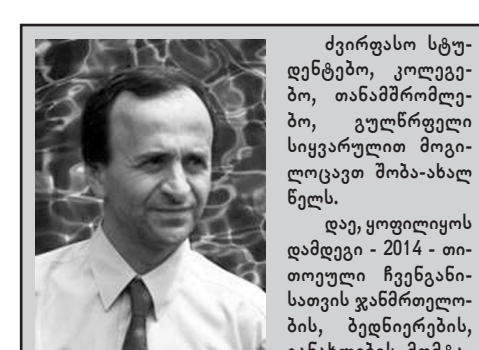 ძვირფასო სტუ-
დენტებო, კოლეგე-
ბო, თანამშრომლე-
ბო, გულწრფელი
სიყვარულით მოგი-
ლოცავთ შობა-ახალ
წელს.
დაე, ყოფილიყოს
დამდეგი - 2014 - თი-
თოეული ჩვენგანი-
სათვის ჯანმრთელო-
ბის, ბედნიერების,